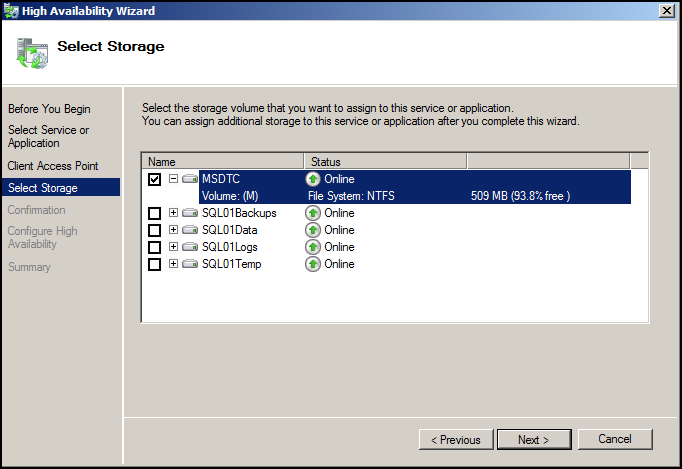 High Availability Wizard
Select Storage
Before You Begin
Select Service or
Application
Client Access Point
Select Storage
Confirmation
Configure High
Availability
Summary
Select the storage volume that you want to assign to this service or application.
You can assign additional storage to this service or application after you complete this wizard.
Name Status
MSDTC Online
Volume: (M) File System: NTFS 509 MB (93.8% free )
SQL01Backups Online
SQL01Data Online
SQL01Logs Online
SQL01Temp Online
< Previous Next > Cancel